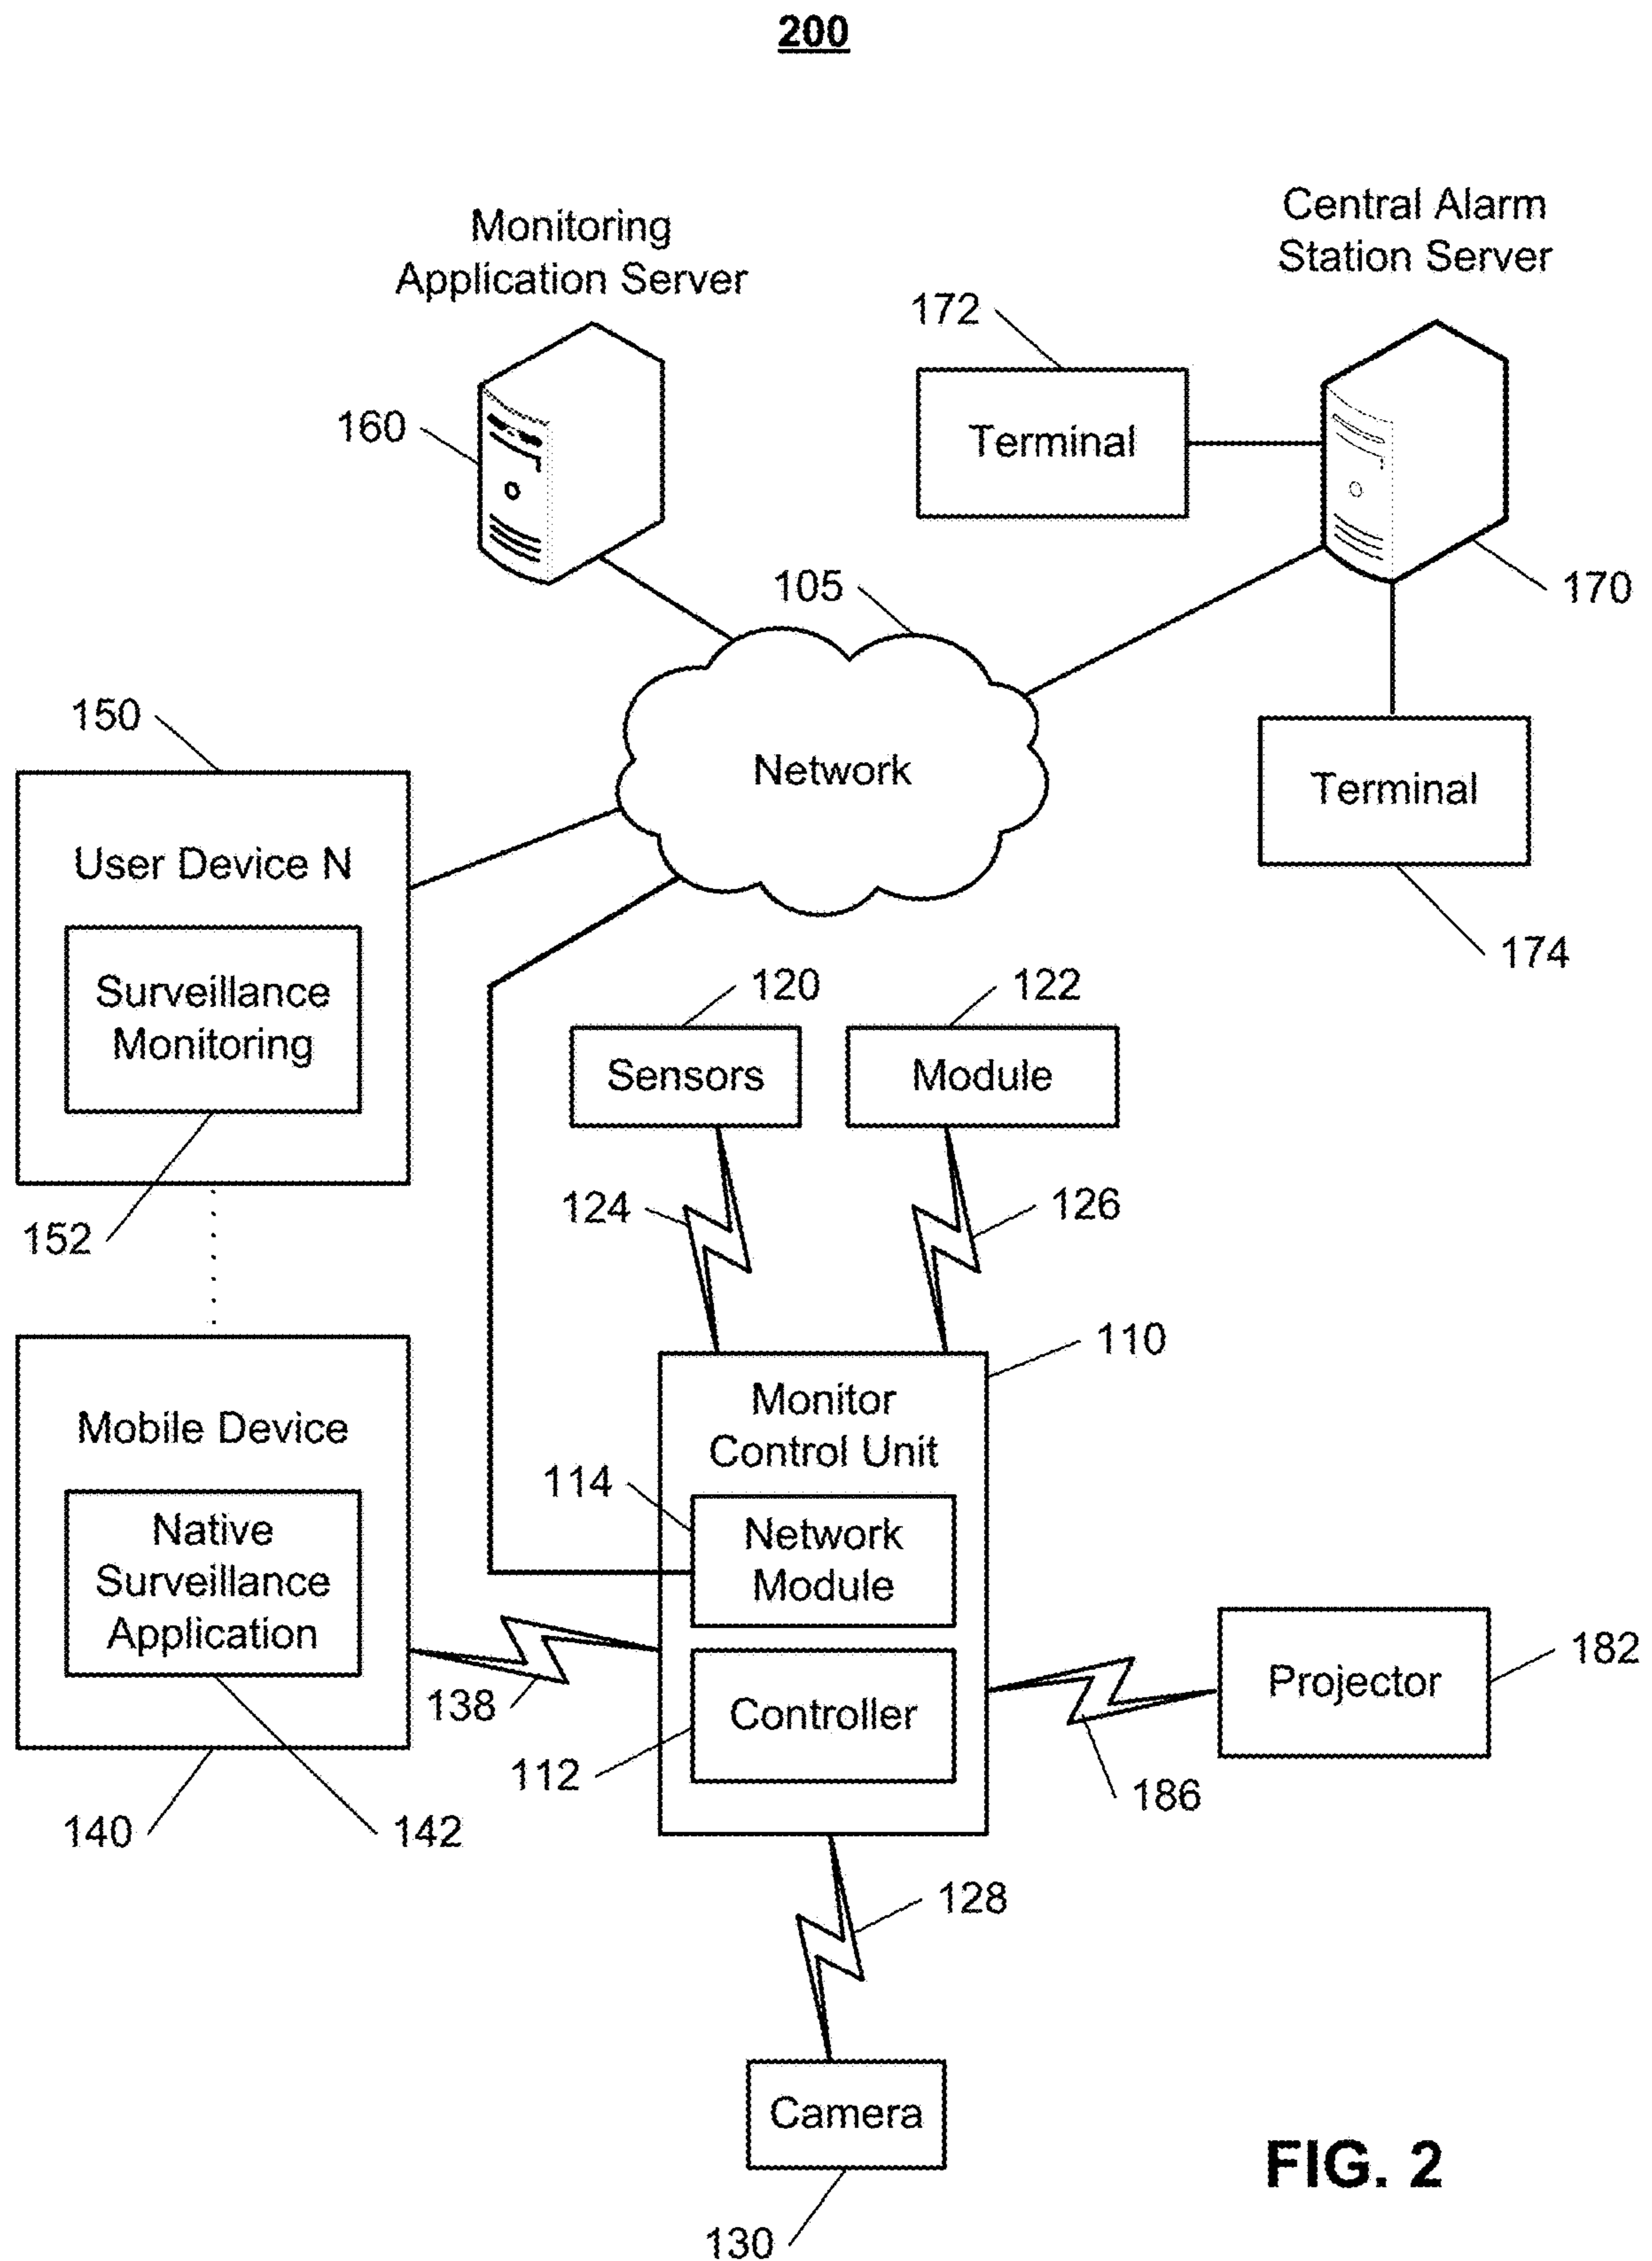 200
Monitoring
Application Server
Central Alarm
Station Server
172
Terminal
160
170
105
Network
150
User Device N
Surveillance
Monitoring
152
Terminal
174
120
Sensors
122
Module
124
126
110
Monitor
Control Unit
114
Network
Module
Controller
112
Mobile Device
Native
Surveillance
Application
138
140
142
Projector
182
186
128
Camera
130
FIG. 2